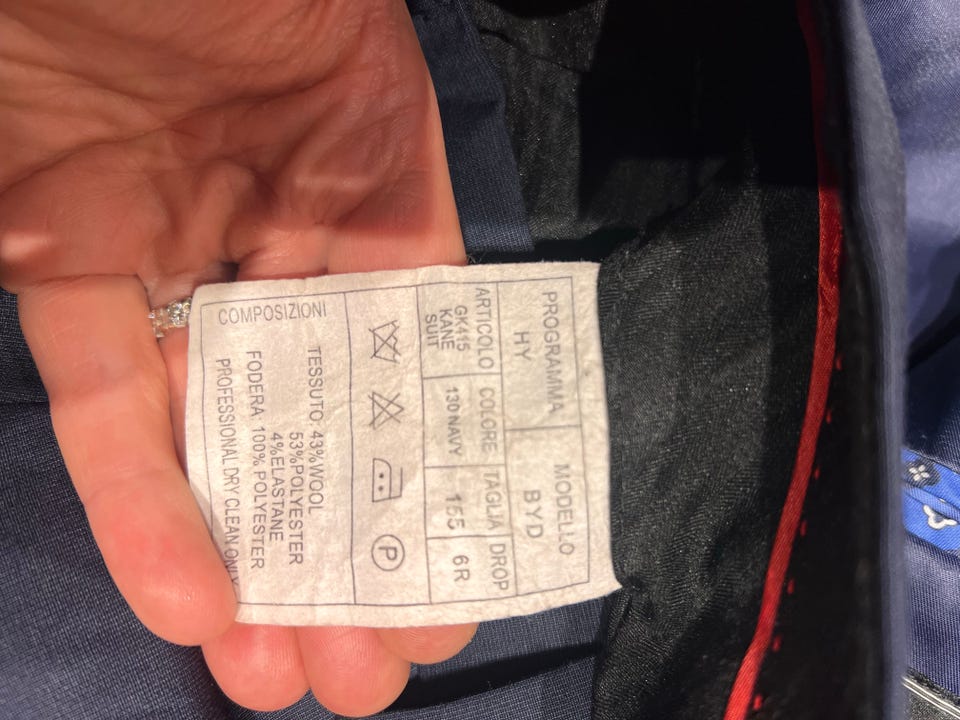 PROGRAMMA MODELLO
HY BYD
ARTICOLO COLORE TAGLIA DROP
GK415
KANE
SUIT
130 NAVY 155 6R
P
COMPOSIZIONI
TESSUTO: 43%WOOL
53%POLYESTER
4%ELASTANE
FODERA: 100% POLYESTER
PROFESSIONAL DRY CLEAN ONLY